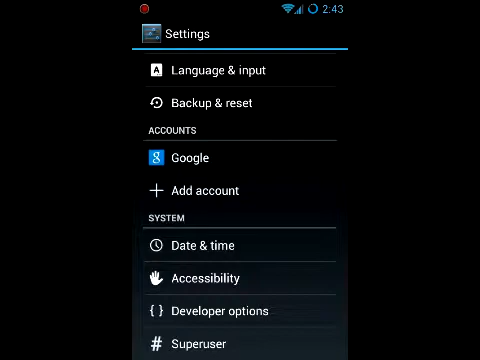 2:43
Settings
Language & input
Backup & reset
ACCOUNTS
Google
Add account
SYSTEM
Date & time
Accessibility
Developer options
Superuser